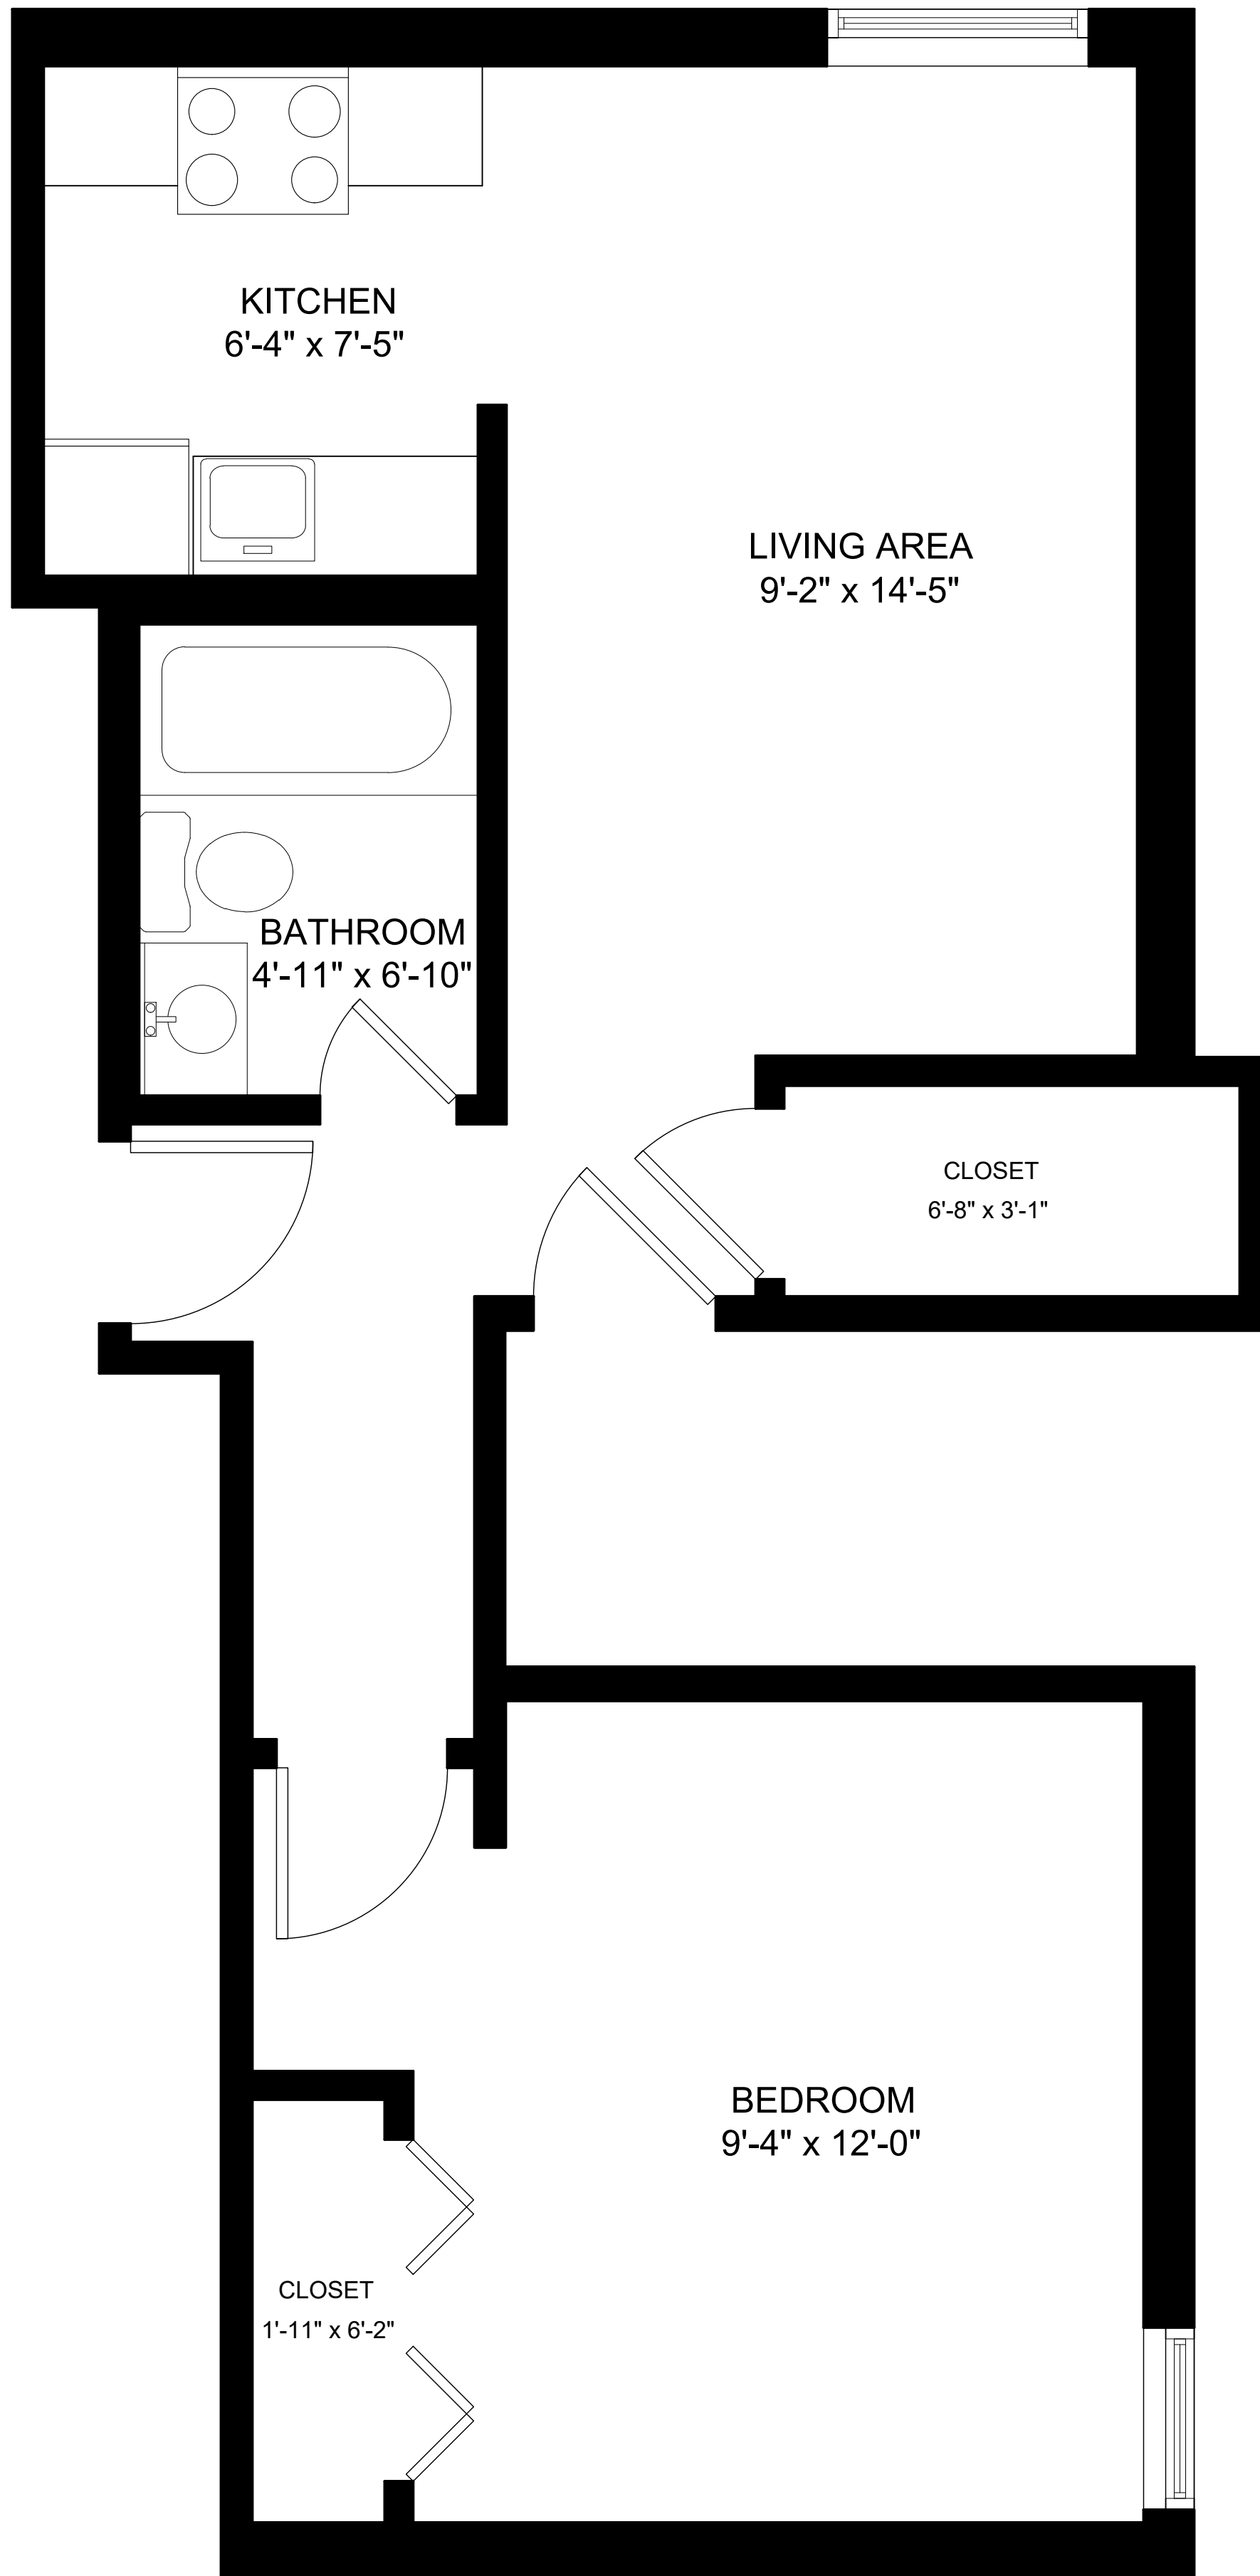 KITCHEN
6'-4" x 7'-5"
LIVING AREA
9'-2" x 14'-5"
BATHROOM
4'-11" x 6'-10"
CLOSET
6'-8" x 3'-1"
BEDROOM
9'-4" x 12'-0"
CLOSET
1'-11" x 6'-2"